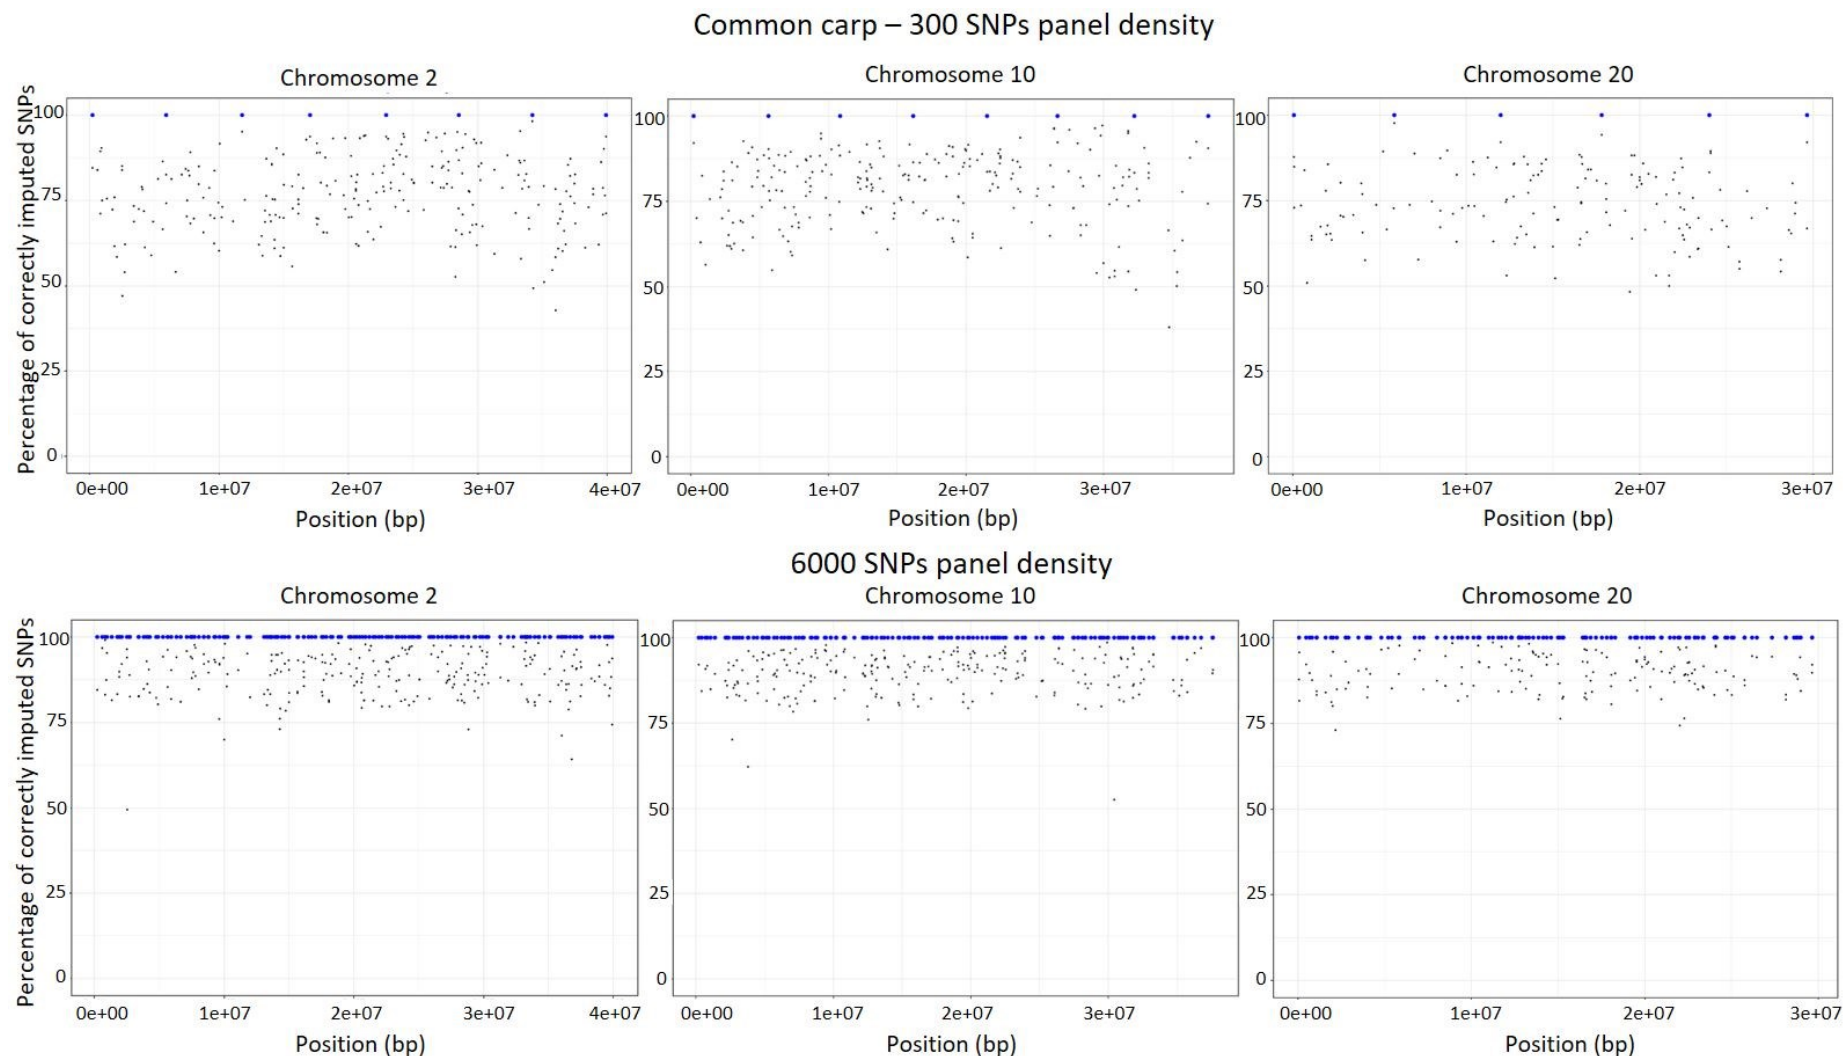 Common carp – 300 SNPs panel density
Chromosome 2
Chromosome 10
Chromosome 20
Percentage of correctly imputed SNPs
100
75
50
25
0
0e+00 1e+07 2e+07 3e+07 4e+07
Position (bp)
100
75
50
25
0
0e+00 1e+07 2e+07 3e+07
Position (bp)
100
75
50
25
0
0e+00 1e+07 2e+07 3e+07
Position (bp)
6000 SNPs panel density
Chromosome 2
Chromosome 10
Chromosome 20
Percentage of correctly imputed SNPs
100
75
50
25
0
0e+00 1e+07 2e+07 3e+07 4e+07
Position (bp)
100
75
50
25
0
0e+00 1e+07 2e+07 3e+07
Position (bp)
100
75
50
25
0
0e+00 1e+07 2e+07 3e+07
Position (bp)